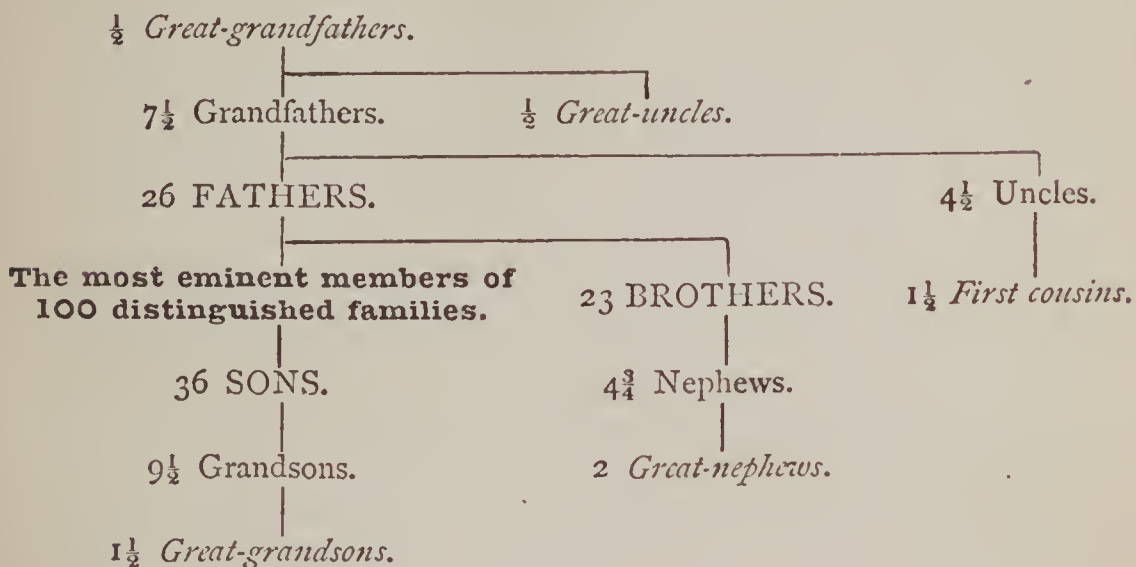 ½ Great-grandfathers.
7½ Grandfathers. ½ Great-uncles.
26 FATHERS. 4½ Uncles.
The most eminent members of
100 distinguished families. 23 BROTHERS. 1½ First cousins.
36 SONS. 4¾ Nephews.
9½ Grandsons. 2 Great-nephews.
1½ Great-grandsons.